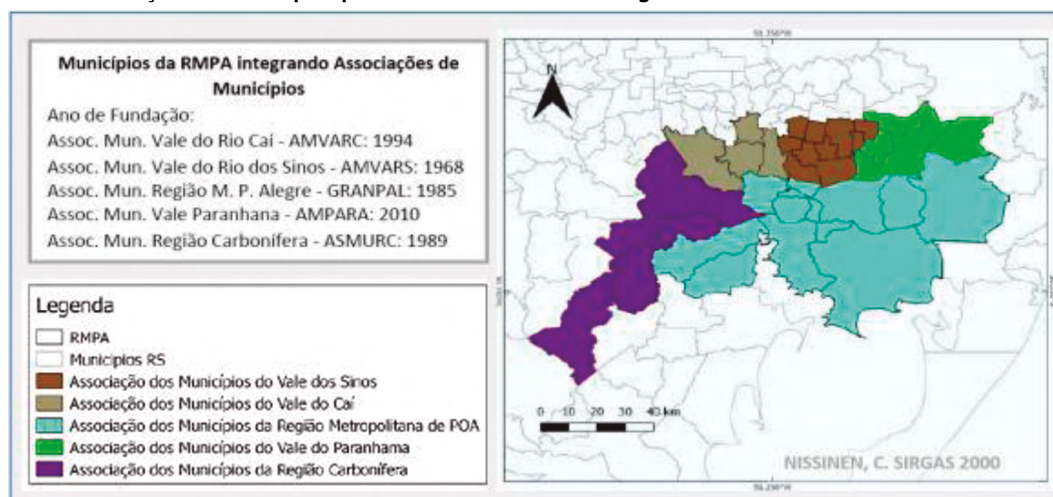 Municípios da RMPA integrando Associações de
Municípios
Ano de Fundação:
Assoc. Mun. Vale do Rio Caí - AMVARC: 1994
Assoc. Mun. Vale do Rio dos Sinos - AMVARS: 1968
Assoc. Mun. Região M. P. Alegre - GRANPAL: 1985
Assoc. Mun. Vale Paranhana - AMPARA: 2010
Assoc. Mun. Região Carbonífera - ASMURC: 1989
Legenda
RMPA
Municipios RS
Associação dos Municípios do Vale dos Sinos
Associação dos Municípios do Vale do Caí
Associação dos Municípios da Região Metropolitana de POA
Associação dos Municípios do Vale do Paranhama
Associação dos Municípios da Região Carbonífera
N
0 10 20 30 40 km
NISSINEN, C. SIRGAS 2000